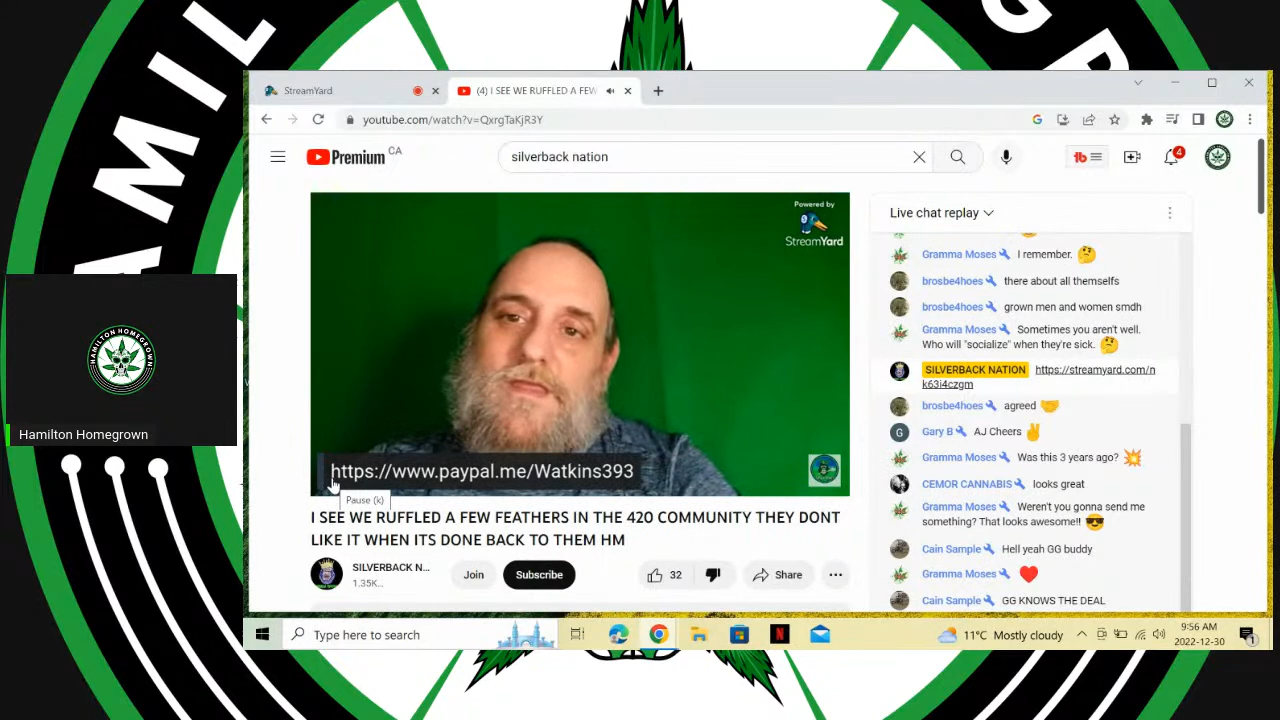 AMIL
GR
StreamYard
(4) I SEE WE RUFFLED A FEW
youtube.com/watch?v=QxrgTaKjR3Y
Premium CA
silverback nation
tb
4
Powered by
StreamYard
https://www.paypal.me/Watkins393
Pause (k)
I SEE WE RUFFLED A FEW FEATHERS IN THE 420 COMMUNITY THEY DONT
LIKE IT WHEN ITS DONE BACK TO THEM HM
SILVERBACK N...
1.35K...
Join
Subscribe
32
Share
Live chat replay
Gramma Moses I remember.
brosbe4hoes there about all themselfs
brosbe4hoes grown men and women smdh
Gramma Moses Sometimes you aren't well.
Who will "socialize" when they're sick.
SILVERBACK NATION https://streamyard.com/n
k63i4czgm
brosbe4hoes agreed
G Gary B AJ Cheers
Gramma Moses Was this 3 years ago?
CEMOR CANNABIS looks great
Gramma Moses Weren't you gonna send me
something? That looks awesome!!
Cain Sample Hell yeah GG buddy
Gramma Moses
Cain Sample GG KNOWS THE DEAL
HAMILTON HOMEGROWN
Hamilton Homegrown
Type here to search
N
11°C Mostly cloudy
9:56 AM
2022-12-30
1